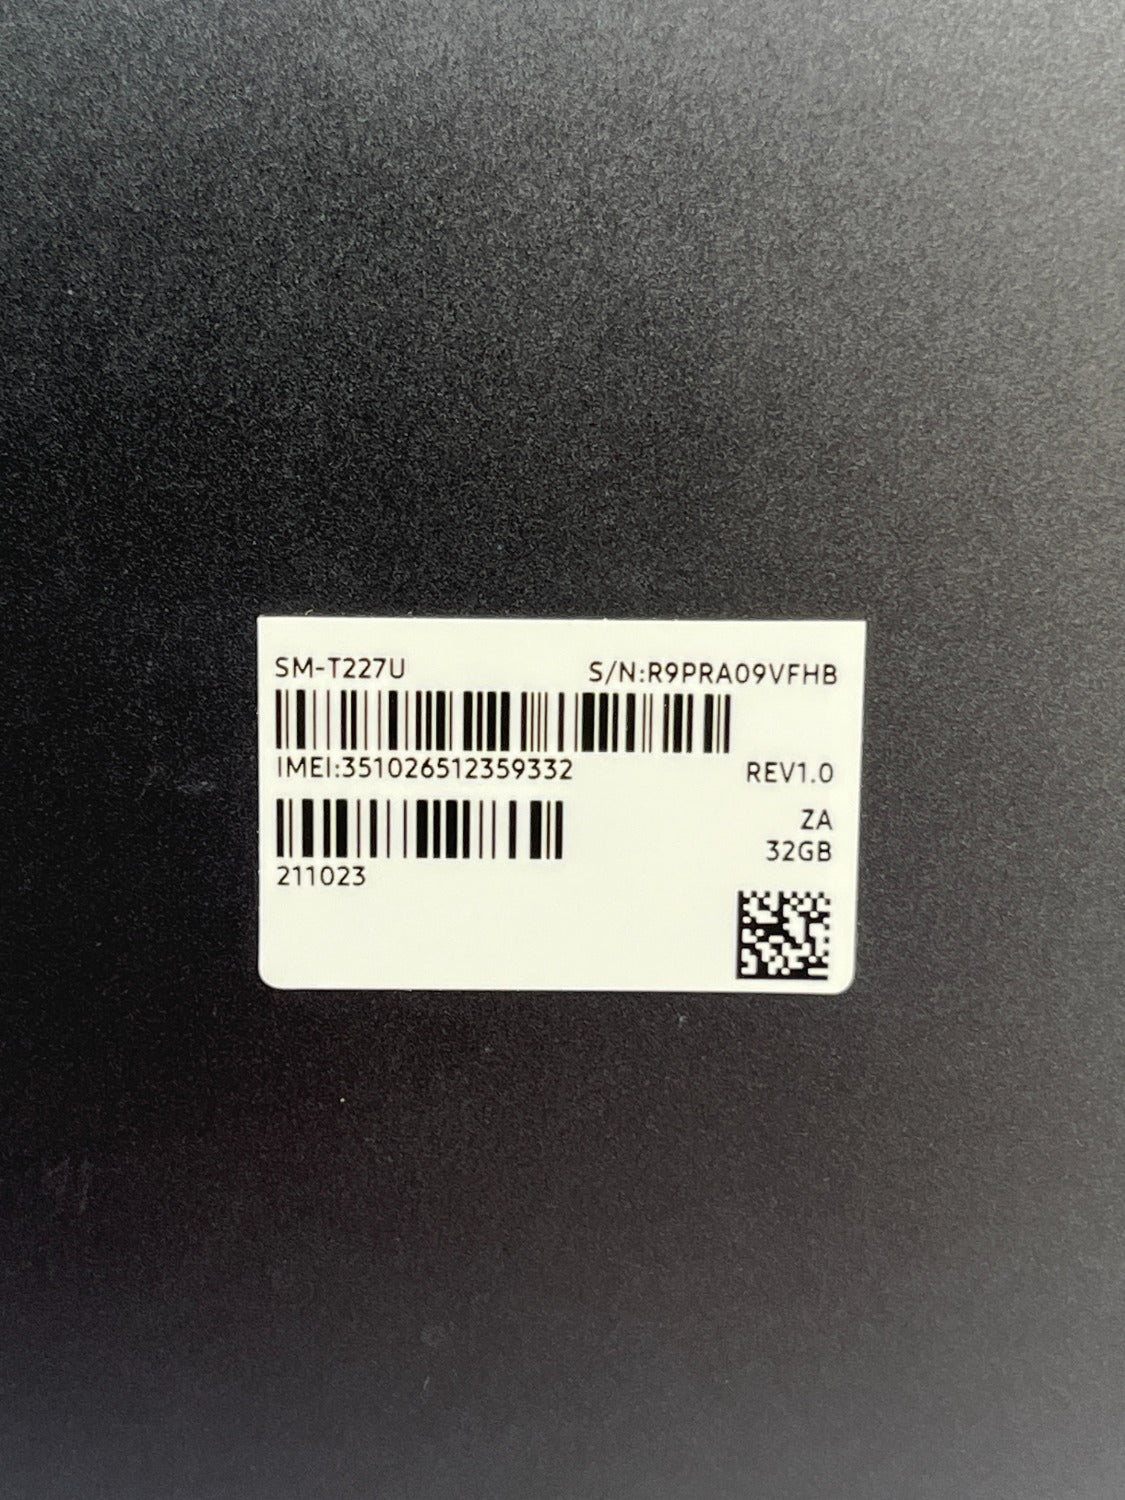 SM-T227U S/N:R9PRA09VFHB
IMEI:351026512359332 REV1.0
ZA
32GB
211023